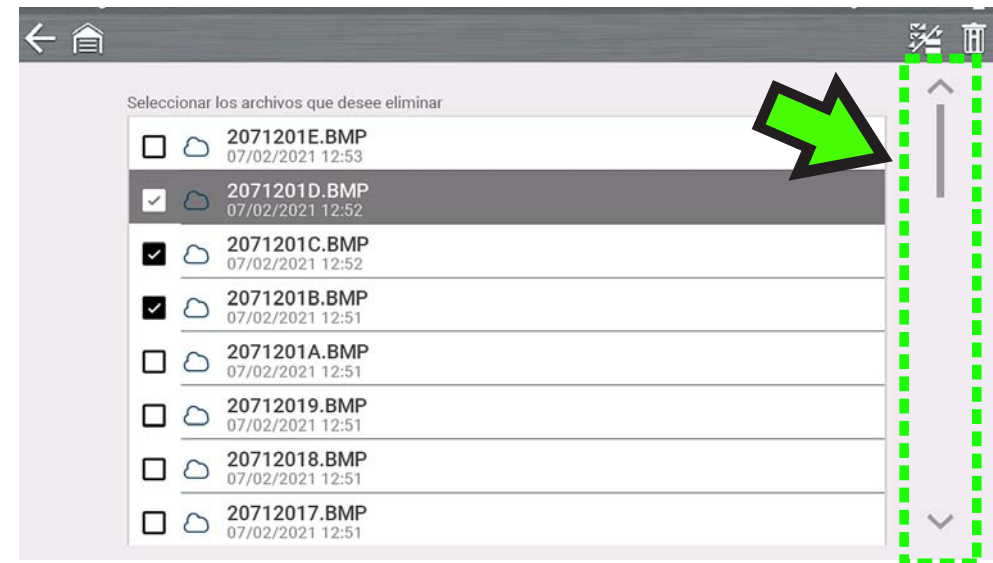 Seleccionar los archivos que desee eliminar
2071201E.BMP
07/02/2021 12:53
2071201D.BMP
07/02/2021 12:52
2071201C.BMP
07/02/2021 12:52
2071201B.BMP
07/02/2021 12:51
2071201A.BMP
07/02/2021 12:51
20712019.BMP
07/02/2021 12:51
20712018.BMP
07/02/2021 12:51
20712017.BMP
07/02/2021 12:51